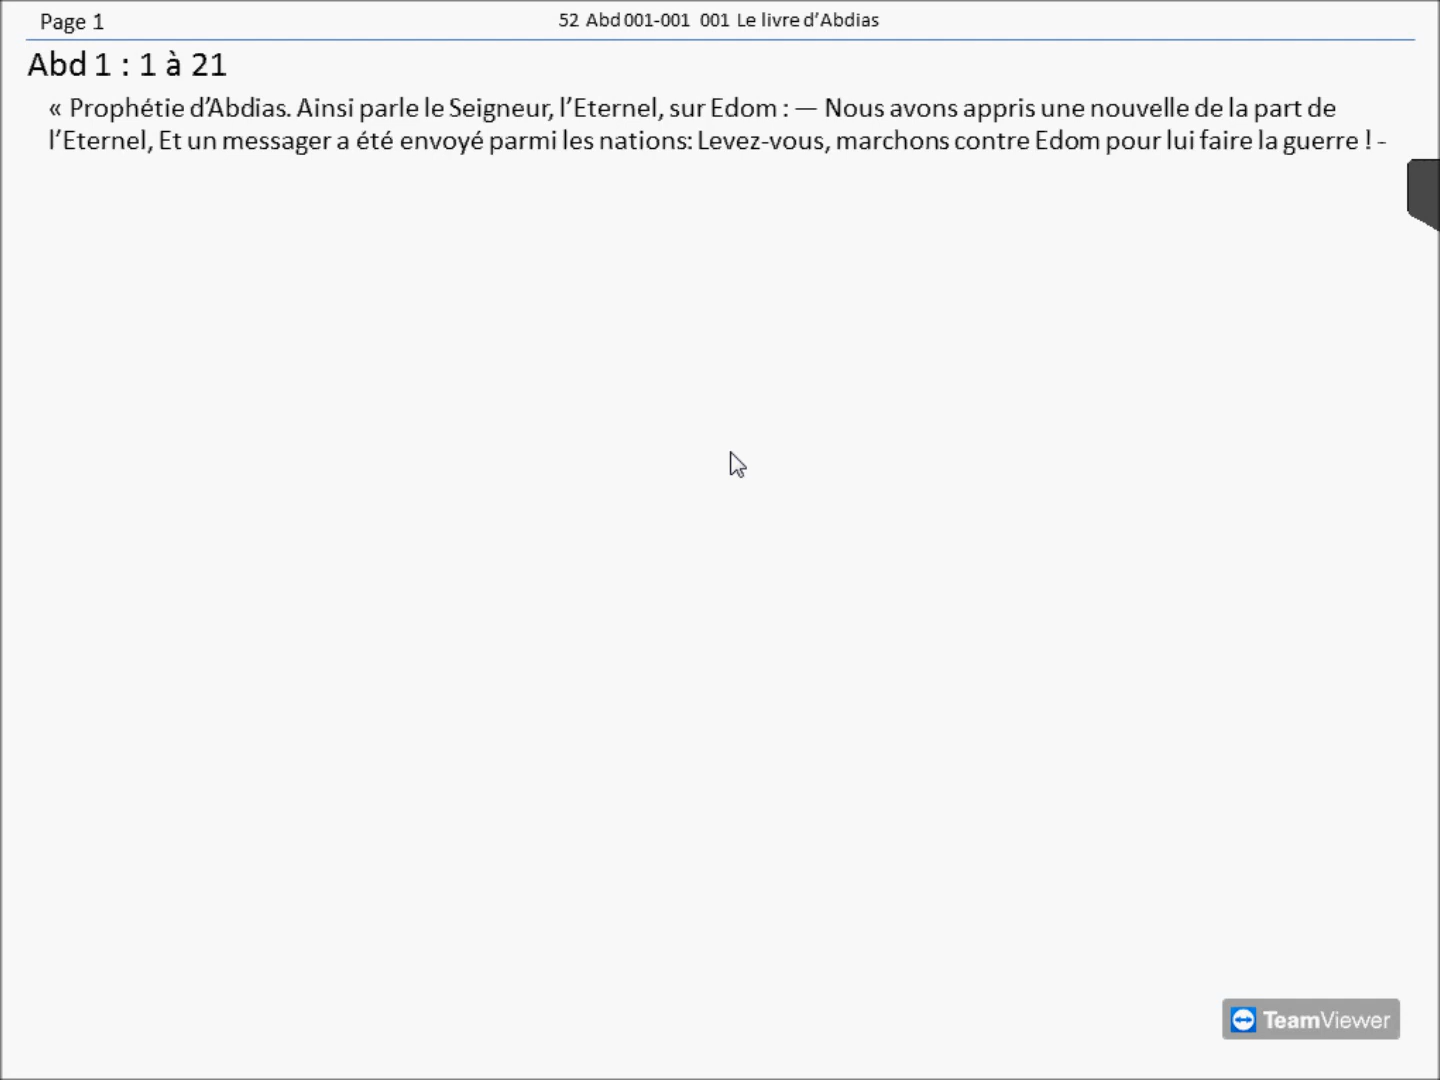 Page 1
52 Abd 001-001 001 Le livre d’Abdias
Abd 1 : 1 à 21
« Prophétie d’Abdias. Ainsi parle le Seigneur, l’Eternel, sur Edom : — Nous avons appris une nouvelle de la part de
l’Eternel, Et un messager a été envoyé parmi les nations: Levez-vous, marchons contre Edom pour lui faire la guerre ! -
TeamViewer